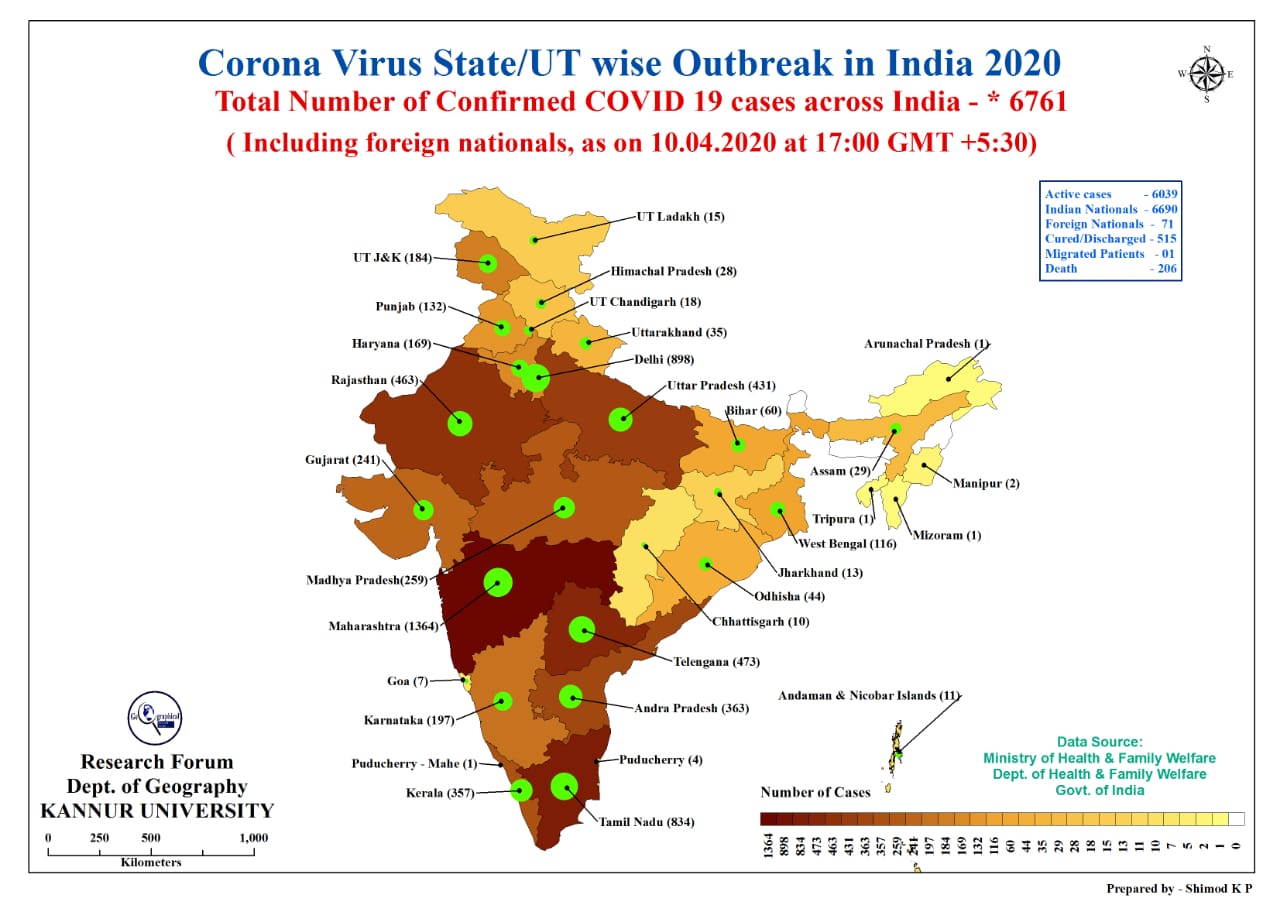 Corona Virus State/UT wise Outbreak in India 2020
Total Number of Confirmed COVID 19 cases across India - * 6761
( Including foreign nationals, as on 10.04.2020 at 17:00 GMT +5:30)
N
W E
S
Active cases - 6039
Indian Nationals - 6690
Foreign Nationals - 71
Cured/Discharged - 515
Migrated Patients - 01
Death - 206
UT Ladakh (15)
UT J&K (184)
Himachal Pradesh (28)
UT Chandigarh (18)
Punjab (132)
Uttarakhand (35)
Haryana (169)
Arunachal Pradesh (1)
Delhi (898)
Rajasthan (463)
Uttar Pradesh (431)
Bihar (60)
Gujarat (241)
Assam (29)
Manipur (2)
Tripura (1)
Mizoram (1)
West Bengal (116)
Jharkhand (13)
Madhya Pradesh(259)
Odhisha (44)
Chhattisgarh (10)
Maharashtra (1364)
Telengana (473)
Goa (7)
Andaman & Nicobar Islands (11)
Andra Pradesh (363)
Karnataka (197)
Puducherry (4)
Puducherry - Mahe (1)
Kerala (357)
Tamil Nadu (834)
Research Forum
Dept. of Geography
KANNUR UNIVERSITY
0 250 500 1,000
Kilometers
Data Source:
Ministry of Health & Family Welfare
Dept. of Health & Family Welfare
Govt. of India
Number of Cases
1364 898 834 473 463 431 363 357 259 241 197 184 169 132 116 60 44 35 29 28 18 15 13 11 10 7 5 2 1 0
Prepared by - Shimod K P